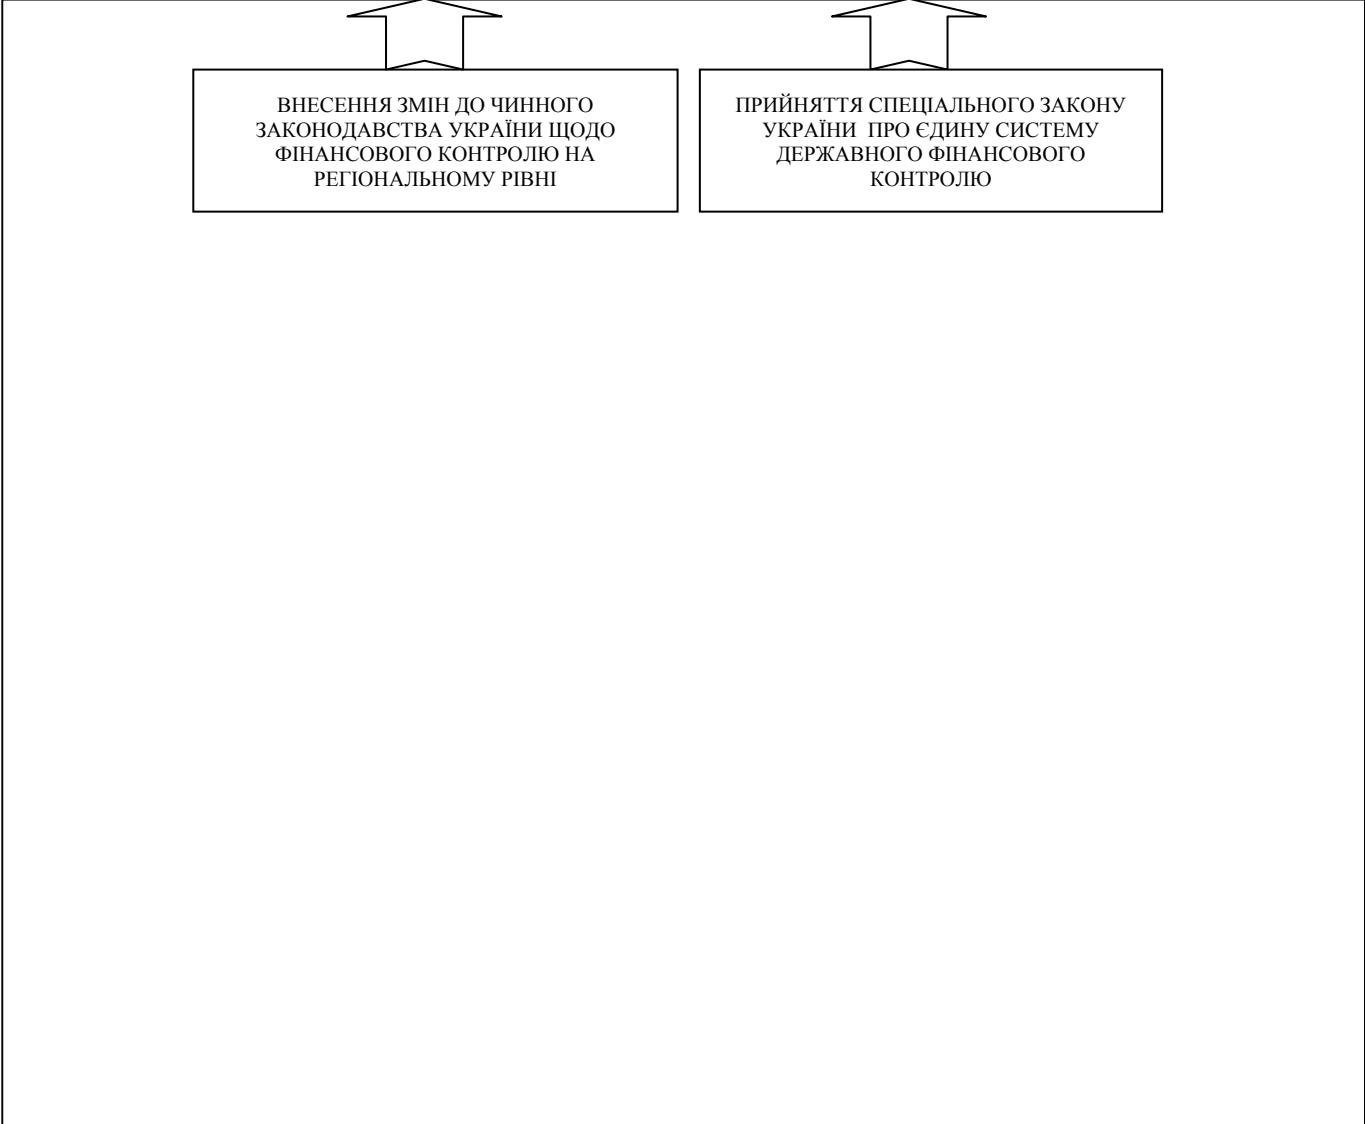 ВНЕСЕННЯ ЗМІН ДО ЧИННОГО
ЗАКОНОДАВСТВА УКРАЇНИ ЩОДО
ФІНАНСОВОГО КОНТРОЛЮ НА
РЕГІОНАЛЬНОМУ РІВНІ
ПРИЙНЯТТЯ СПЕЦІАЛЬНОГО ЗАКОНУ
УКРАЇНИ  ПРО ЄДИНУ СИСТЕМУ
ДЕРЖАВНОГО ФІНАНСОВОГО
КОНТРОЛЮ